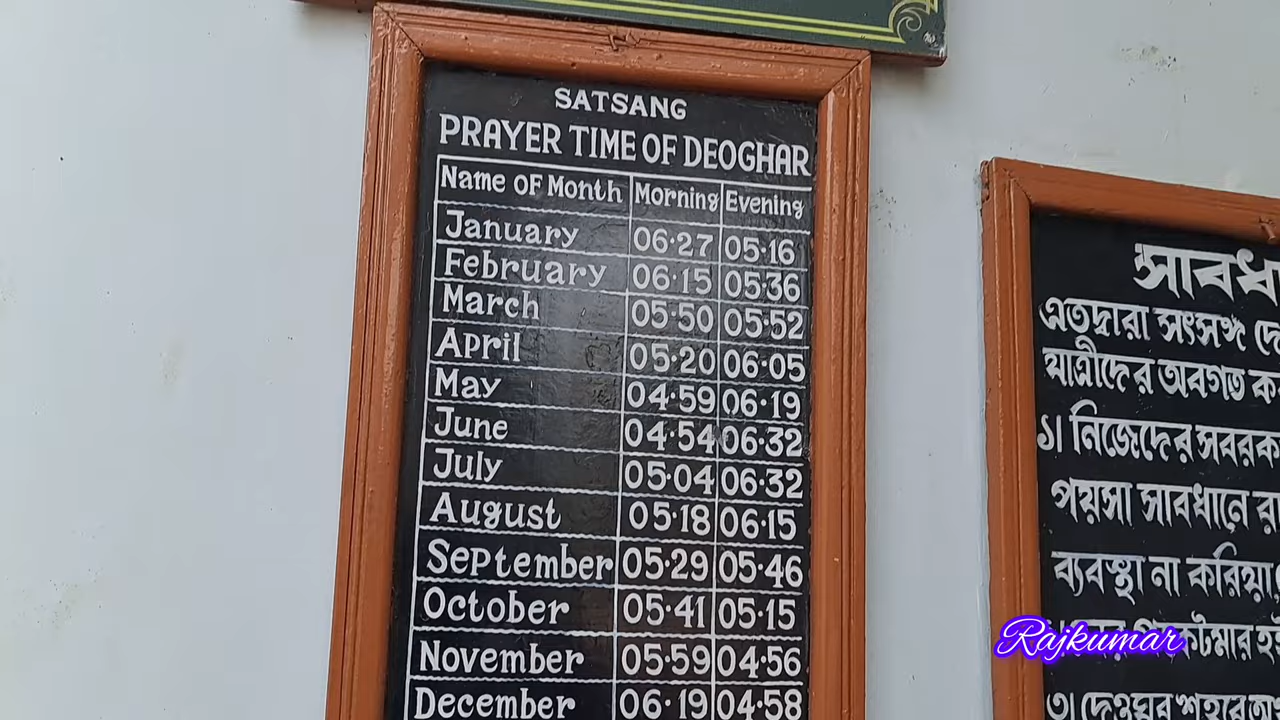 SATSANG
PRAYER TIME OF DEOGHAR
Name OF Month Morning Evening
January 06·27 05·16
February 06·15 05·36
March 05·50 05·52
April 05·20 06·05
May 04·59 06·19
June 04·54 06·32
July 05·04 06·32
August 05·18 06·15
September 05·29 05·46
October 05·41 05·15
November 05·59 04·56
December 06·19 04·58
এতদ্বারা সৎসঙ্গ
যাত্রীদের অবগত
১। নিজেদের
পয়সা সাবধানে
ব্যবস্থা না
৩। দেওঘর
Rajkumar